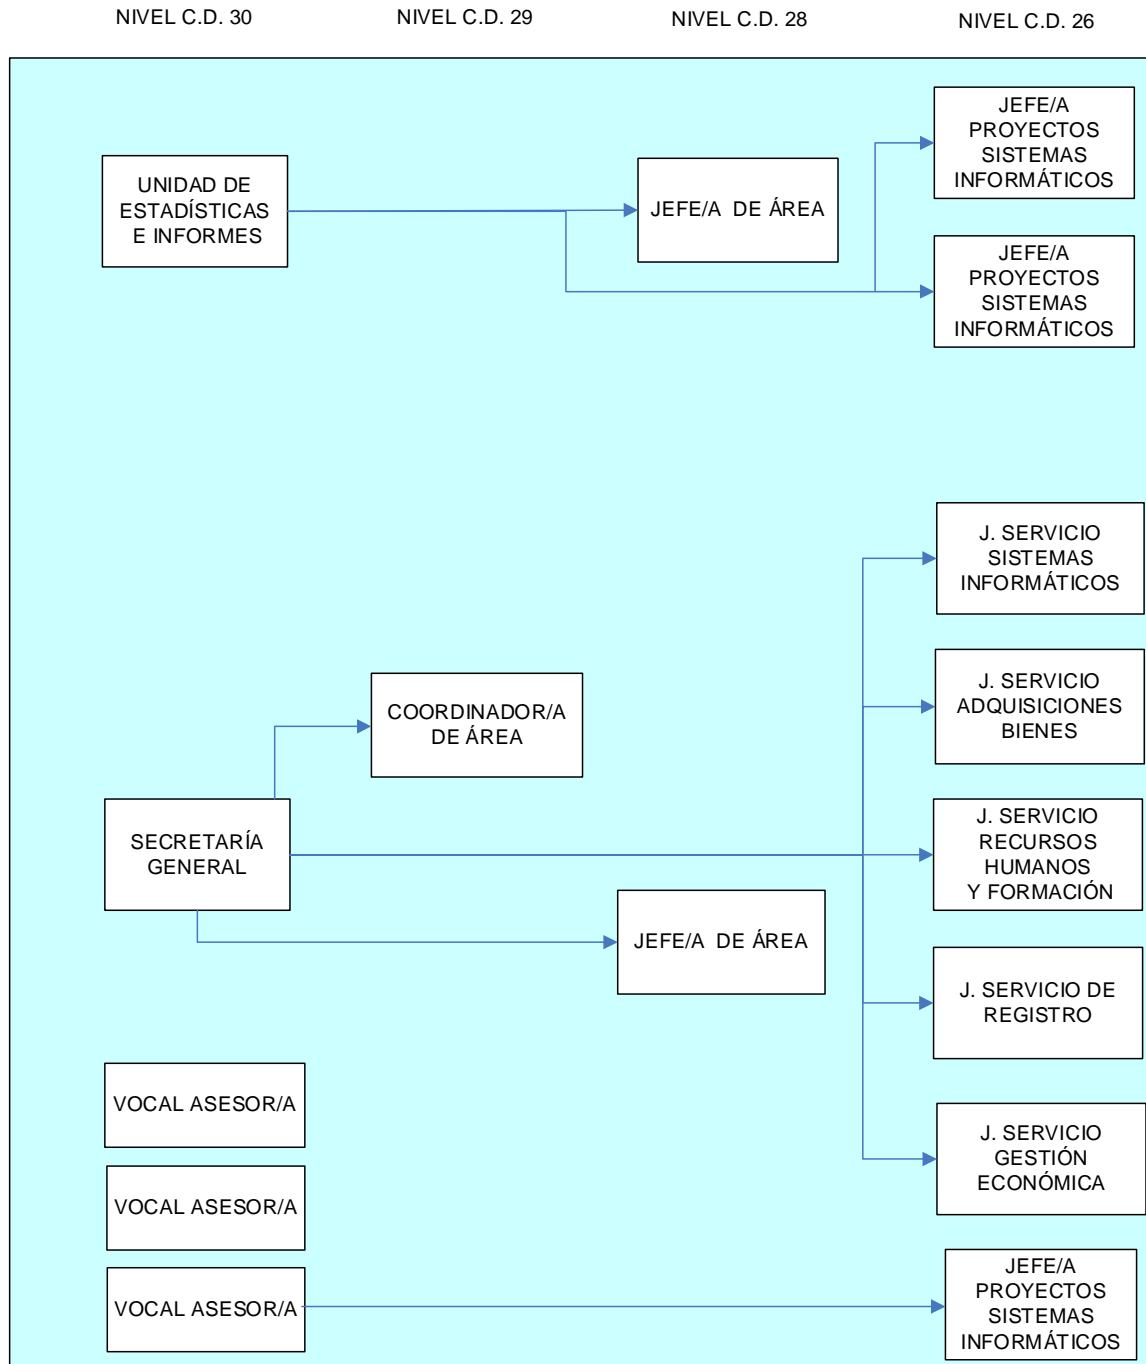 NIVEL C.D. 30
NIVEL C.D. 29
NIVEL C.D. 28
NIVEL C.D. 26
JEFE/A
PROYECTOS
SISTEMAS
INFORMÁTICOS
UNIDAD DE
ESTADÍSTICAS
E INFORMES
JEFE/A DE ÁREA
JEFE/A
PROYECTOS
SISTEMAS
INFORMÁTICOS
J. SERVICIO
SISTEMAS
INFORMÁTICOS
J. SERVICIO
ADQUISICIONES
BIENES
COORDINADOR/A
DE ÁREA
SECRETARÍA
GENERAL
J. SERVICIO
RECURSOS
HUMANOS
Y FORMACIÓN
JEFE/A DE ÁREA
J. SERVICIO DE
REGISTRO
VOCAL ASESOR/A
J. SERVICIO
GESTIÓN
ECONÓMICA
VOCAL ASESOR/A
VOCAL ASESOR/A
JEFE/A
PROYECTOS
SISTEMAS
INFORMÁTICOS